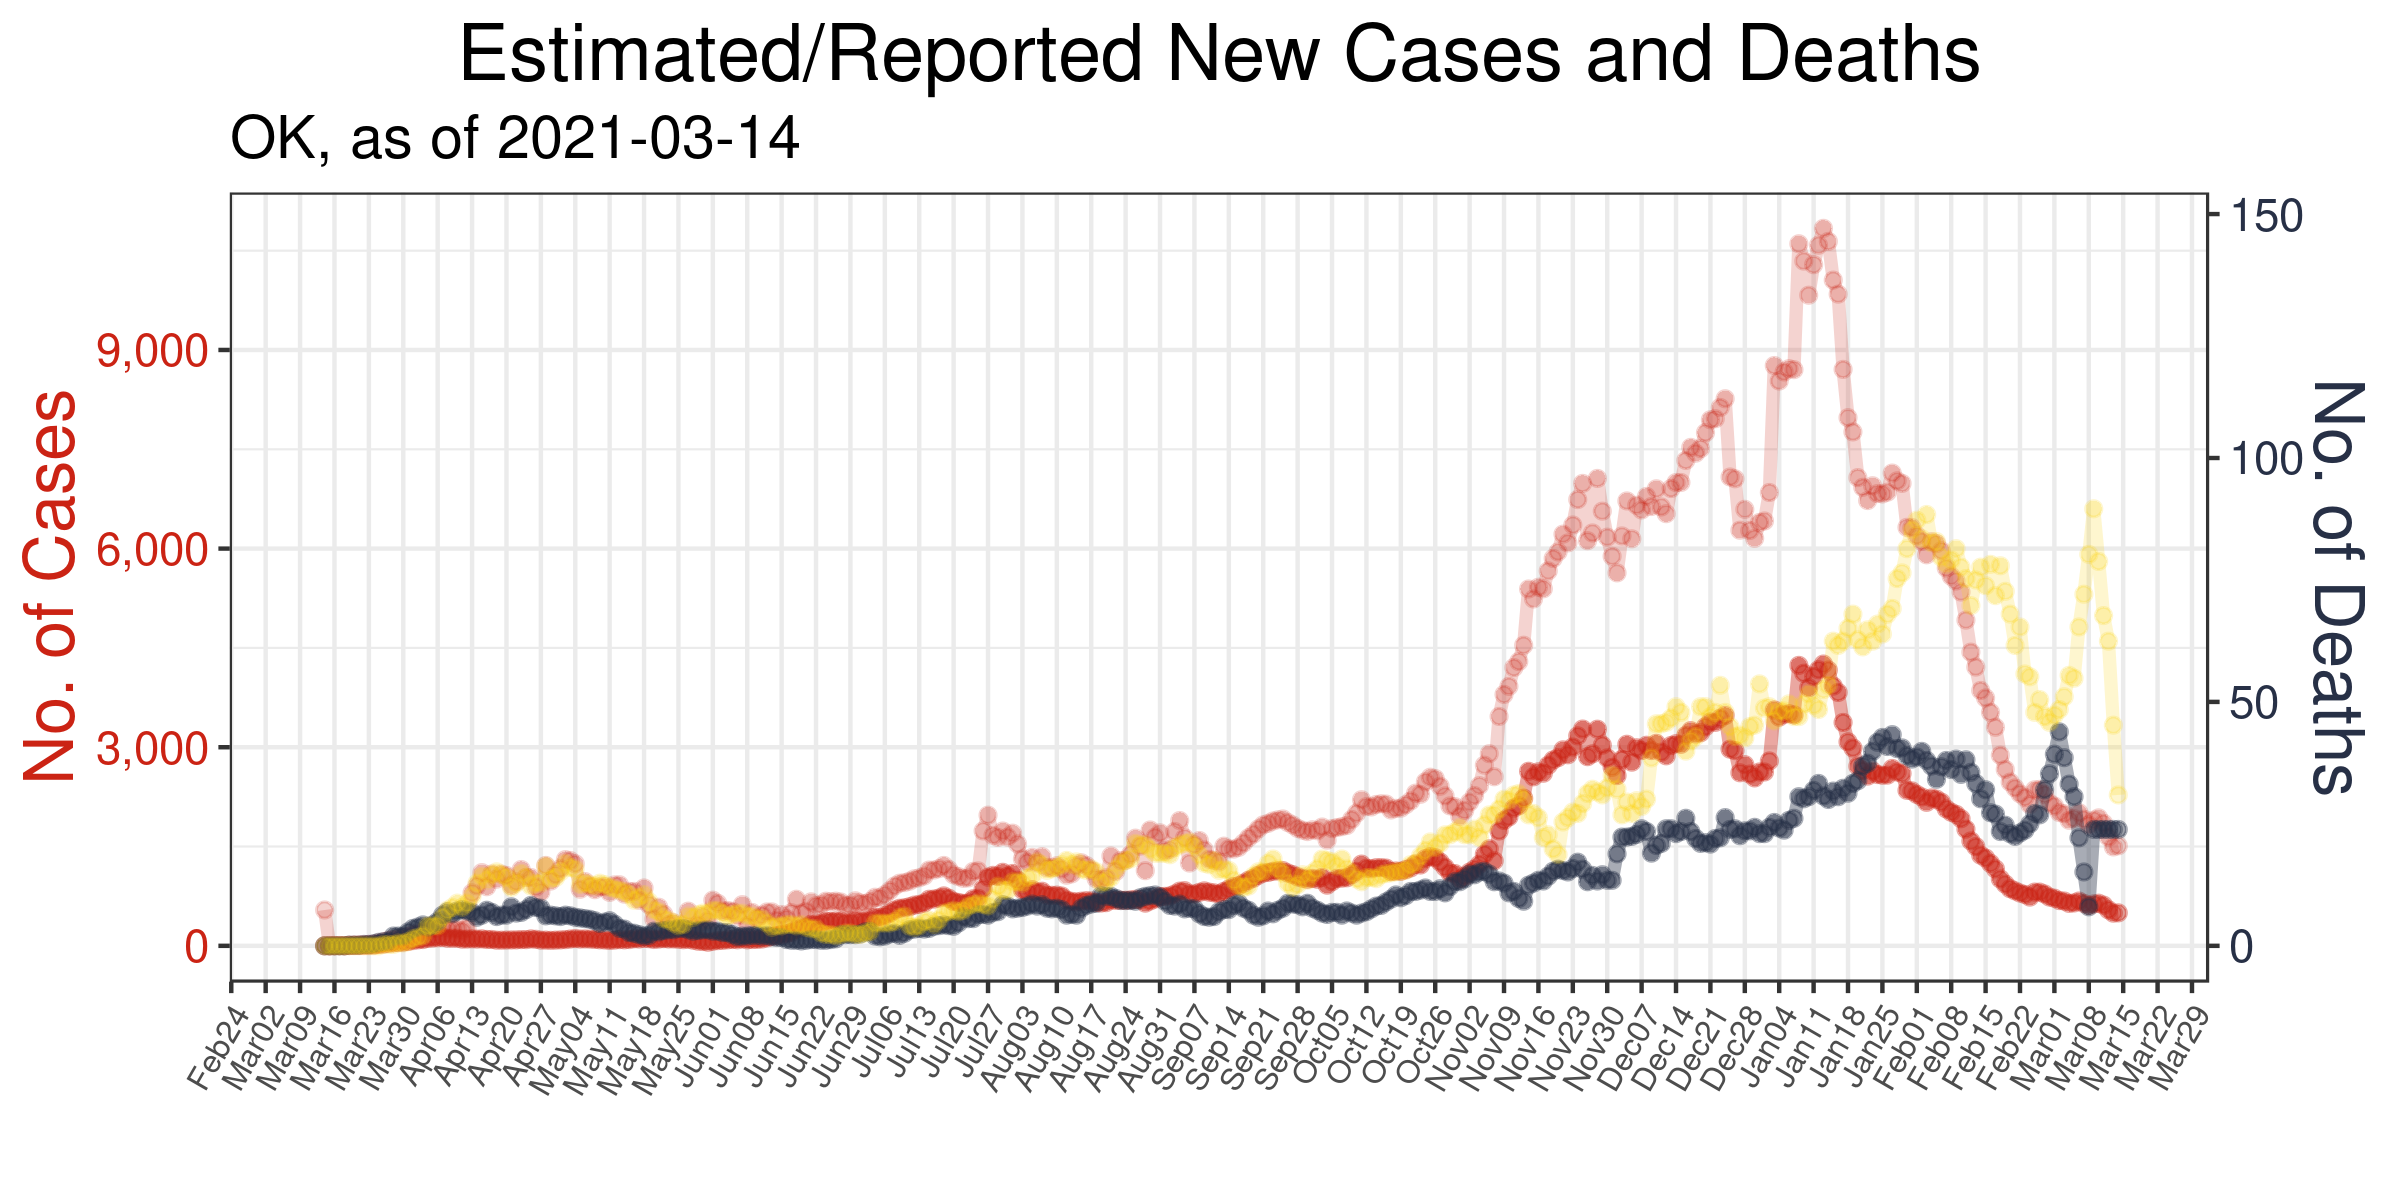 Estimated/Reported New Cases and Deaths
OK, as of 2021-03-14
No. of Cases
9,000
6,000
3,000
0
150
100
50
0
No. of Deaths
Feb24
Mar02
Mar09
Mar16
Mar23
Mar30
Apr06
Apr13
Apr20
Apr27
May04
May11
May18
May25
Jun01
Jun08
Jun15
Jun22
Jun29
Jul06
Jul13
Jul20
Jul27
Aug03
Aug10
Aug17
Aug24
Aug31
Sep07
Sep14
Sep21
Sep28
Oct05
Oct12
Oct19
Oct26
Nov02
Nov09
Nov16
Nov23
Nov30
Dec07
Dec14
Dec21
Dec28
Jan04
Jan11
Jan18
Jan25
Feb01
Feb08
Feb15
Feb22
Mar01
Mar08
Mar15
Mar22
Mar29